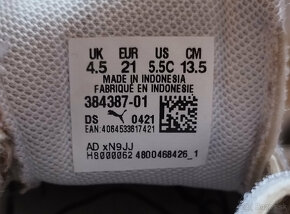 UK EUR US CM
4.5 21 5.5C 13.5
MADE IN INDONESIA
FABRIQUÉ EN INDONÉSIE
384387-01
DS 0421
EAN:4064533617421
AD xN9JJ
H8000062 4800468426_1